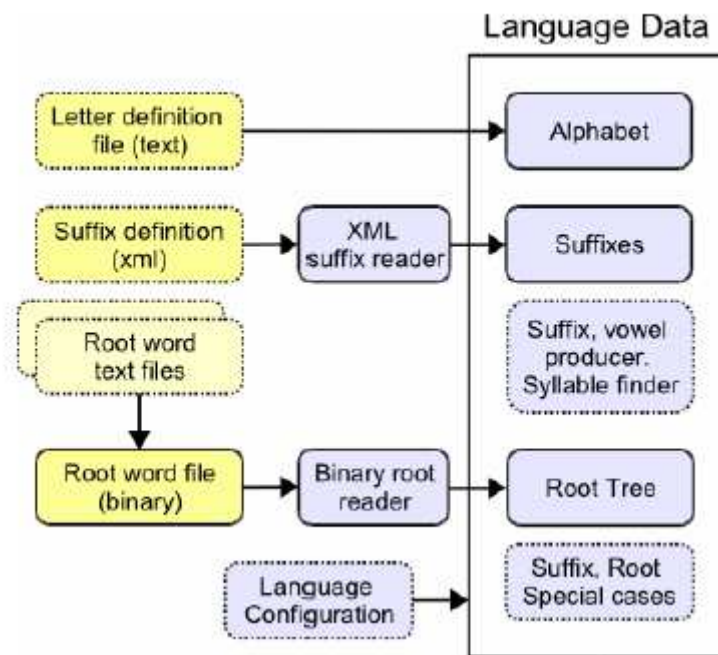 Language Data
Letter definition
file (text)
Alphabet
Suffix definition
(xml)
XML
suffix reader
Suffixes
Root word
text files
Suffix, vowel
producer.
Syllable finder
Root word file
(binary)
Binary root
reader
Root Tree
Language
Configuration
Suffix, Root
Special cases